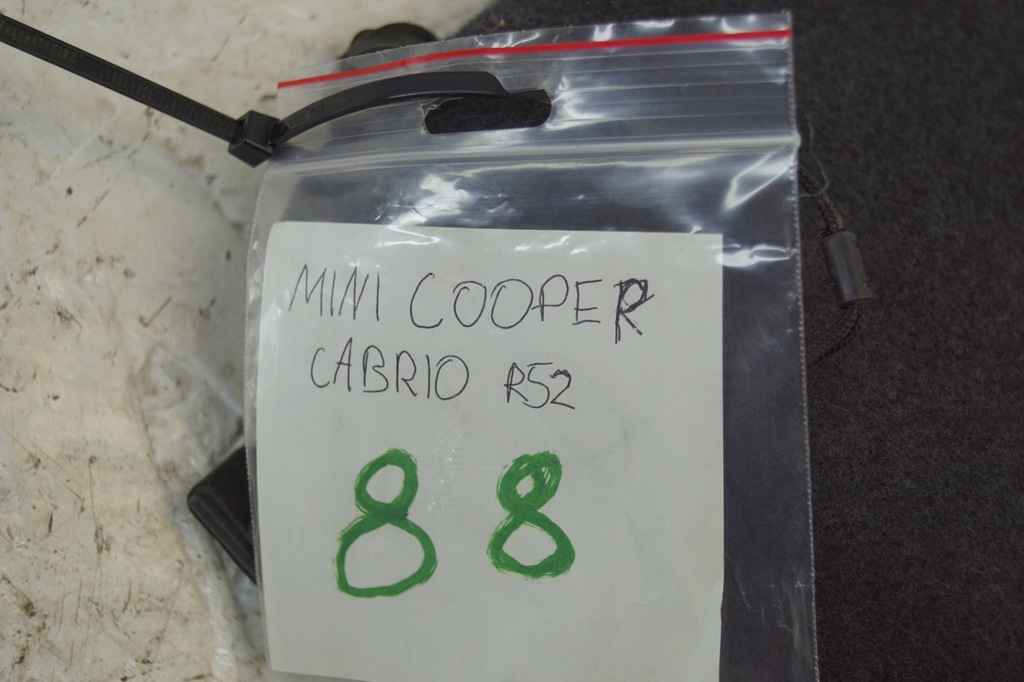 MINI COOPER
CABRIO R52
88